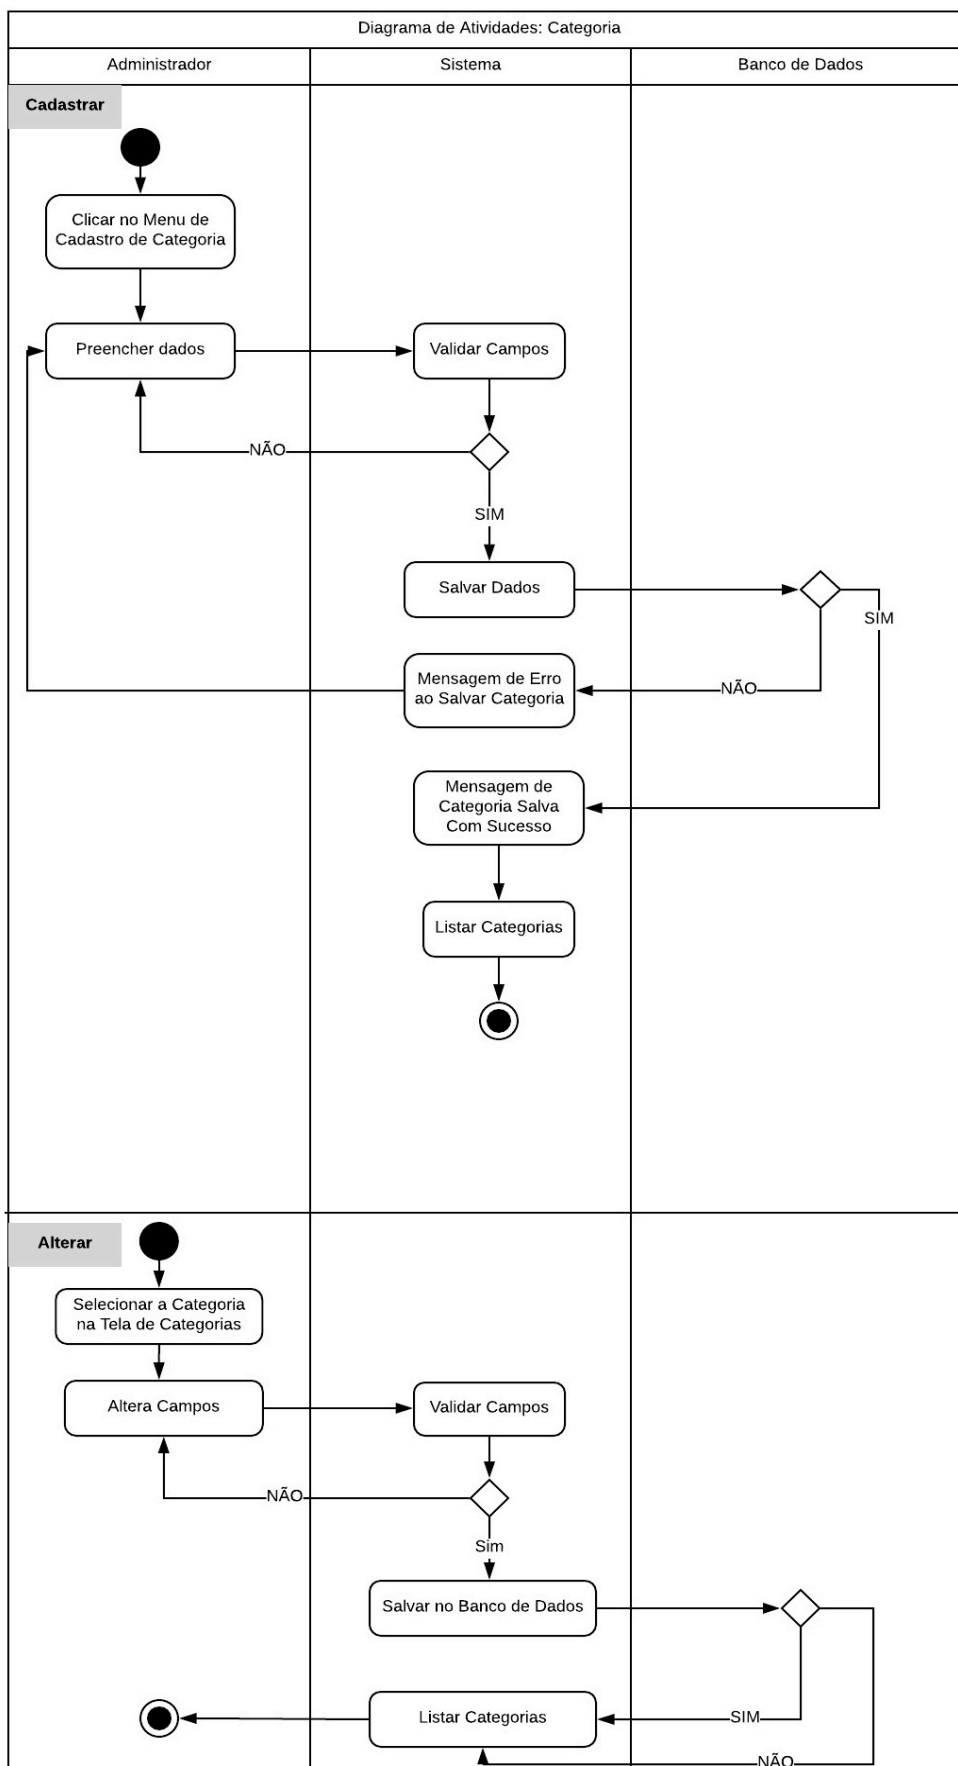 Diagrama de Atividades: Categoria
Administrador
Sistema
Banco de Dados
Cadastrar
Clicar no Menu de
Cadastro de Categoria
Preencher dados
Validar Campos
NÃO
SIM
Salvar Dados
SIM
Mensagem de Erro
ao Salvar Categoria
NÃO
Mensagem de
Categoria Salva
Com Sucesso
Listar Categorias
Alterar
Selecionar a Categoria
na Tela de Categorias
Altera Campos
Validar Campos
NÃO
Sim
Salvar no Banco de Dados
Listar Categorias
SIM
NÃO